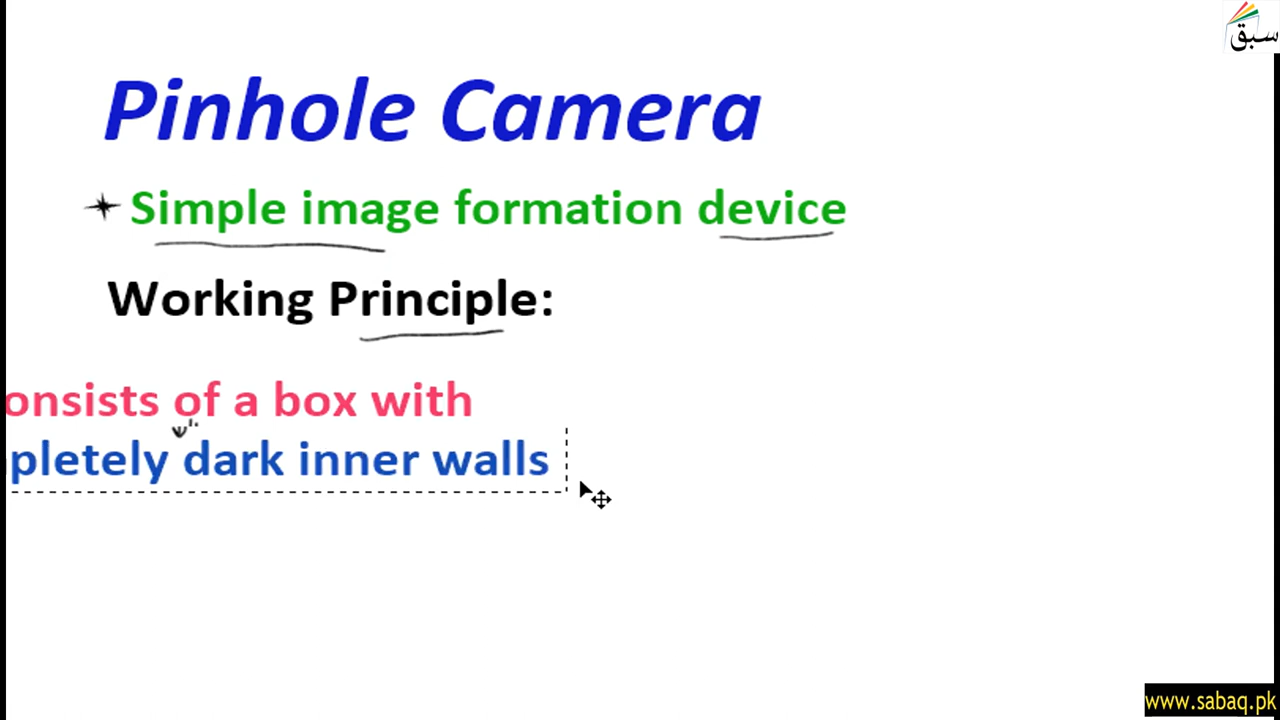 سبق
Pinhole Camera
Simple image formation device
Working Principle:
onsists of a box with
pletely dark inner walls
www.sabaq.pk